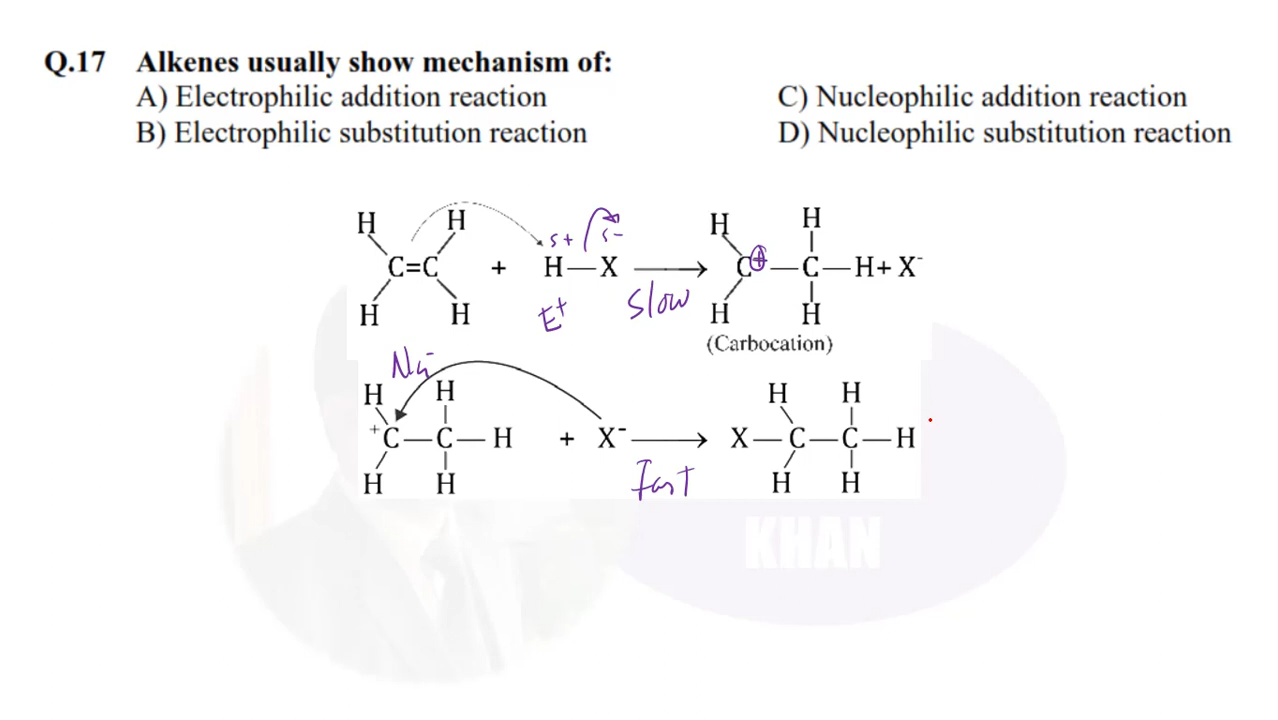 Q.17 Alkenes usually show mechanism of:
A) Electrophilic addition reaction C) Nucleophilic addition reaction
B) Electrophilic substitution reaction D) Nucleophilic substitution reaction
H H H H
δ+ δ-
C=C + H—X → C⊕—C—H+ X⁻
E+ Slow
H H H H
(Carbocation)
Nu⁻
H H H H
⁺C—C—H + X⁻ → X—C—C—H
Fast
H H H H
KHAN